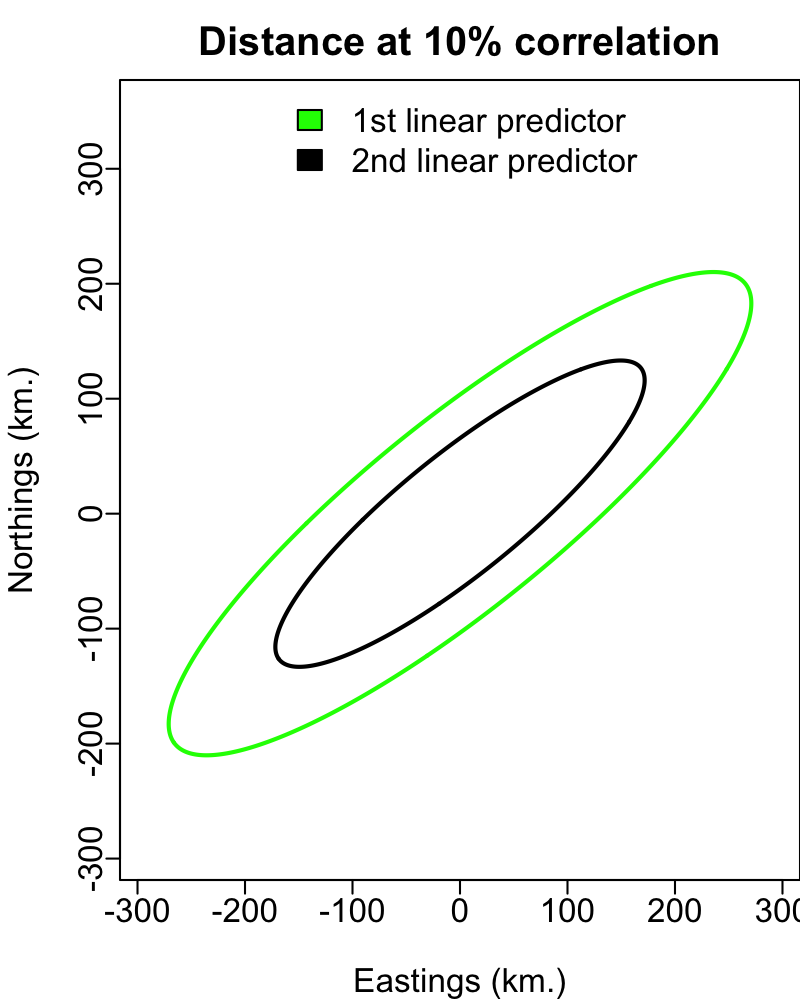 Distance at 10% correlation
1st linear predictor
2nd linear predictor
Northings (km.)
300
200
100
0
-100
-200
-300
-300 -200 -100 0 100 200 300
Eastings (km.)